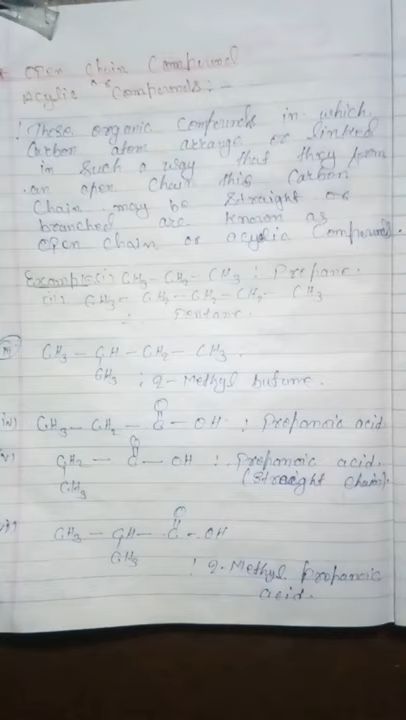 * Open Chain Compound
or
acyclic Compounds :-
: These organic Compounds in which
Carbon atom arrange or linked
in such a way that they form
an open chain this Carbon
Chain may be straight or
branched are known as
open chain or acyclic Compound.
Example: (i) CH3 - CH2 - CH3 : Propane.
(ii) CH3 - CH2 - CH2 - CH2 - CH3
: Pentane.
CH3 - CH - CH2 - CH3.
CH3 : 2-Methyl butane.
O
iv) CH3 - CH2 - C - OH : Propanoic acid
O
v) CH2 - C - OH : Propanoic acid.
CH3 (straight chain).
O
CH3 - CH - C - OH
CH3
: 2-Methyl Propanoic
acid.